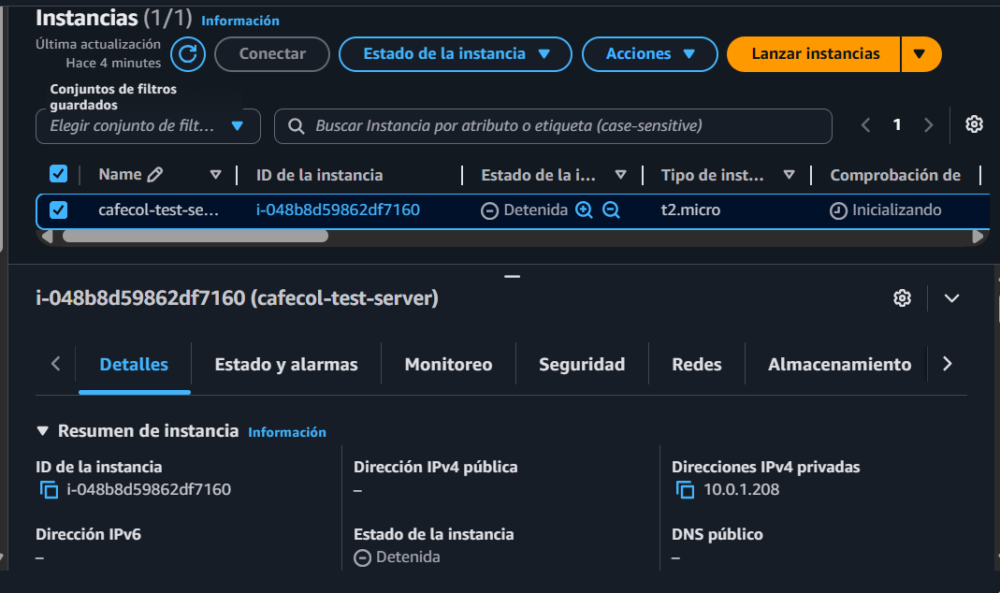 Instancias (1/1) Información
Última actualización
Hace 4 minutes
Conectar
Estado de la instancia
Acciones
Lanzar instancias
Conjuntos de filtros
guardados
Elegir conjunto de filt...
Buscar Instancia por atributo o etiqueta (case-sensitive)
1
Name
ID de la instancia
Estado de la i...
Tipo de inst...
Comprobación de
cafecol-test-se...
i-048b8d59862df7160
Detenida
t2.micro
Inicializando
i-048b8d59862df7160 (cafecol-test-server)
Detalles
Estado y alarmas
Monitoreo
Seguridad
Redes
Almacenamiento
Resumen de instancia Información
ID de la instancia
i-048b8d59862df7160
Dirección IPv4 pública
–
Direcciones IPv4 privadas
10.0.1.208
Dirección IPv6
–
Estado de la instancia
Detenida
DNS público
–